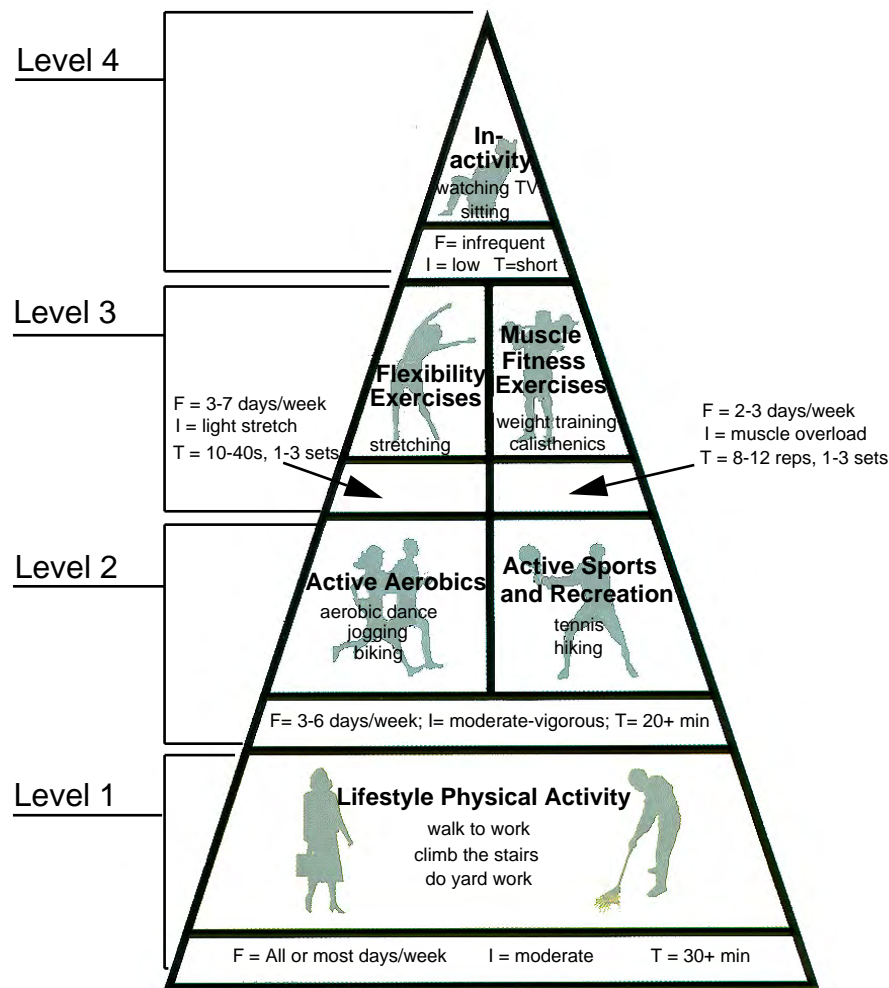 Level 4
In-
activity
watching TV
sitting
F= infrequent
I = low T=short
Level 3
Flexibility
Exercises
stretching
Muscle
Fitness
Exercises
weight training
calisthenics
F = 3-7 days/week
I = light stretch
T = 10-40s, 1-3 sets
F = 2-3 days/week
I = muscle overload
T = 8-12 reps, 1-3 sets
Level 2
Active Aerobics
aerobic dance
jogging
biking
Active Sports
and Recreation
tennis
hiking
F= 3-6 days/week; I= moderate-vigorous; T= 20+ min
Level 1
Lifestyle Physical Activity
walk to work
climb the stairs
do yard work
F = All or most days/week I = moderate T = 30+ min